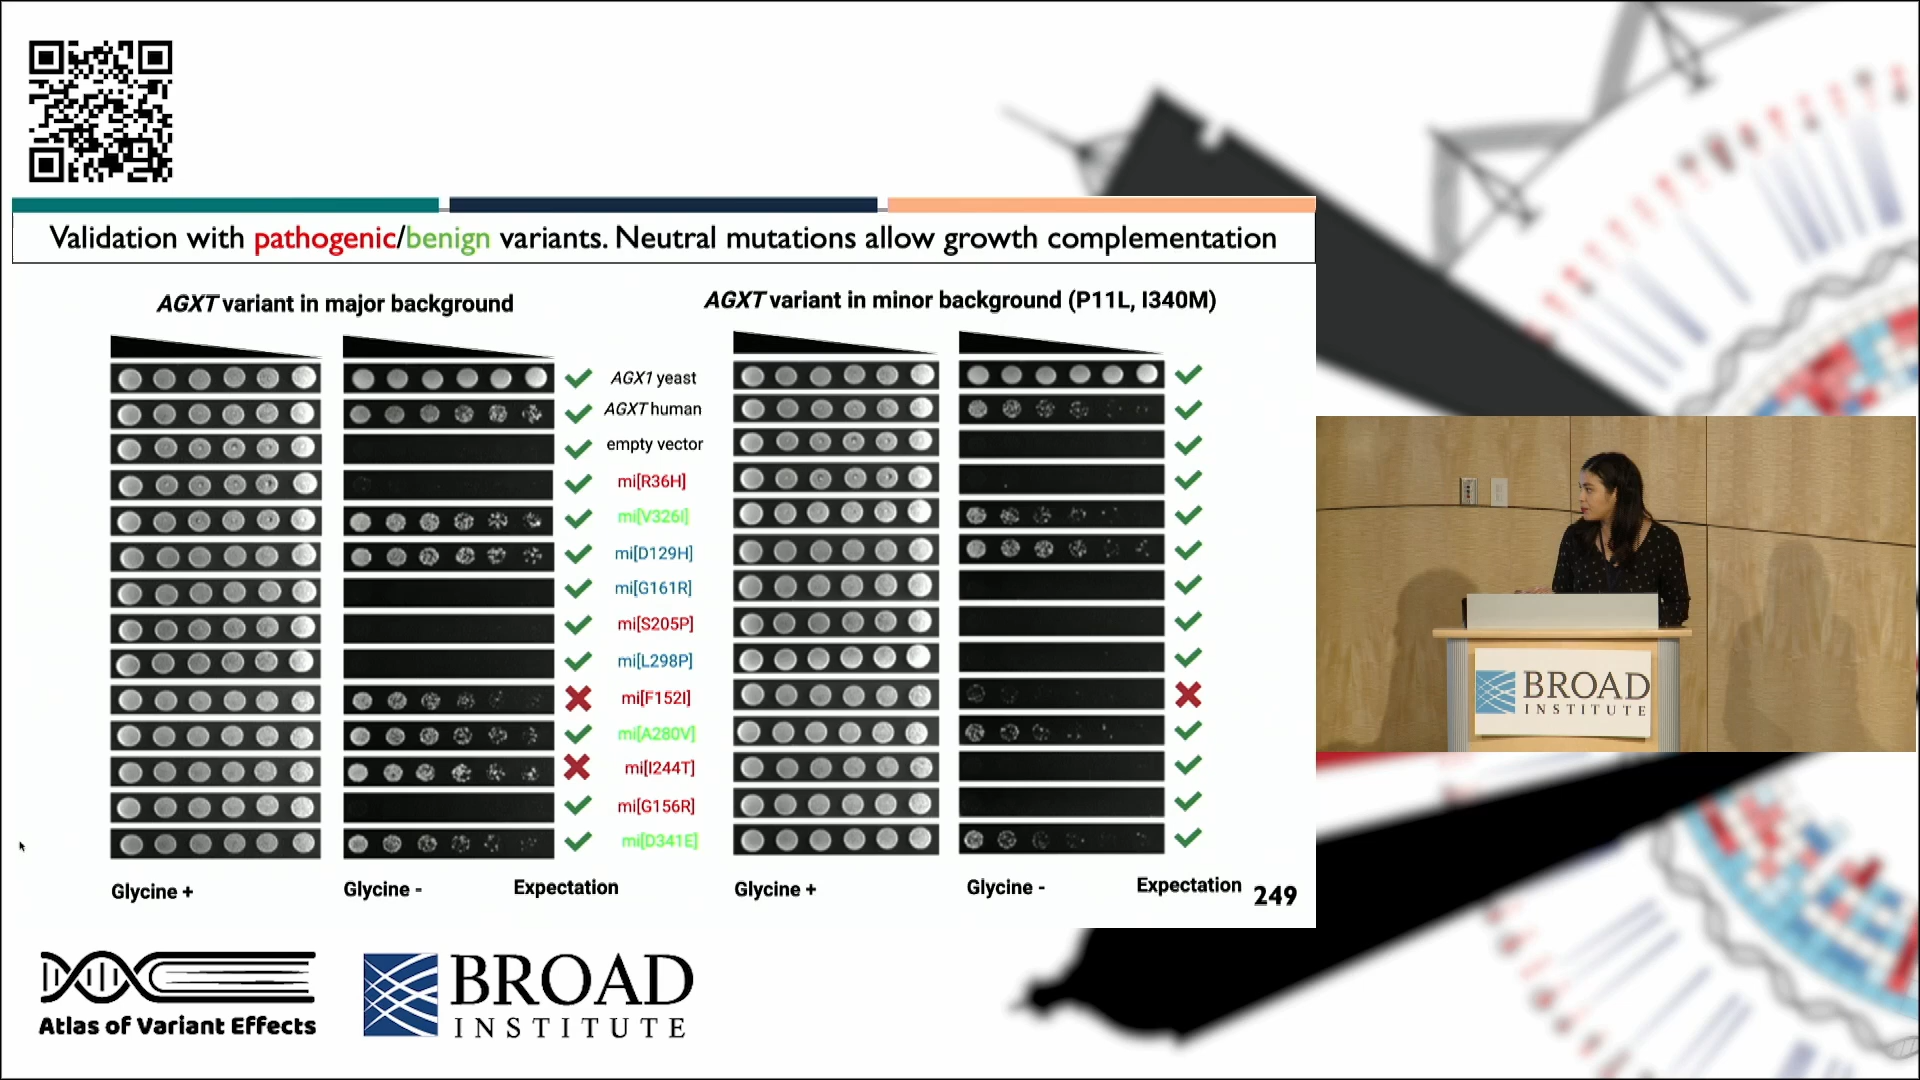 Validation with pathogenic/benign variants. Neutral mutations allow growth complementation
AGXT variant in major background
AGXT variant in minor background (P11L, I340M)
AGX1 yeast
AGXT human
empty vector
mi[R36H]
mi[V326I]
mi[D129H]
mi[G161R]
mi[S205P]
mi[L298P]
mi[F152I]
mi[A280V]
mi[I244T]
mi[G156R]
mi[D341E]
Glycine +
Glycine -
Expectation
Glycine +
Glycine -
Expectation
249
BROAD
INSTITUTE
Atlas of Variant Effects
BROAD
INSTITUTE